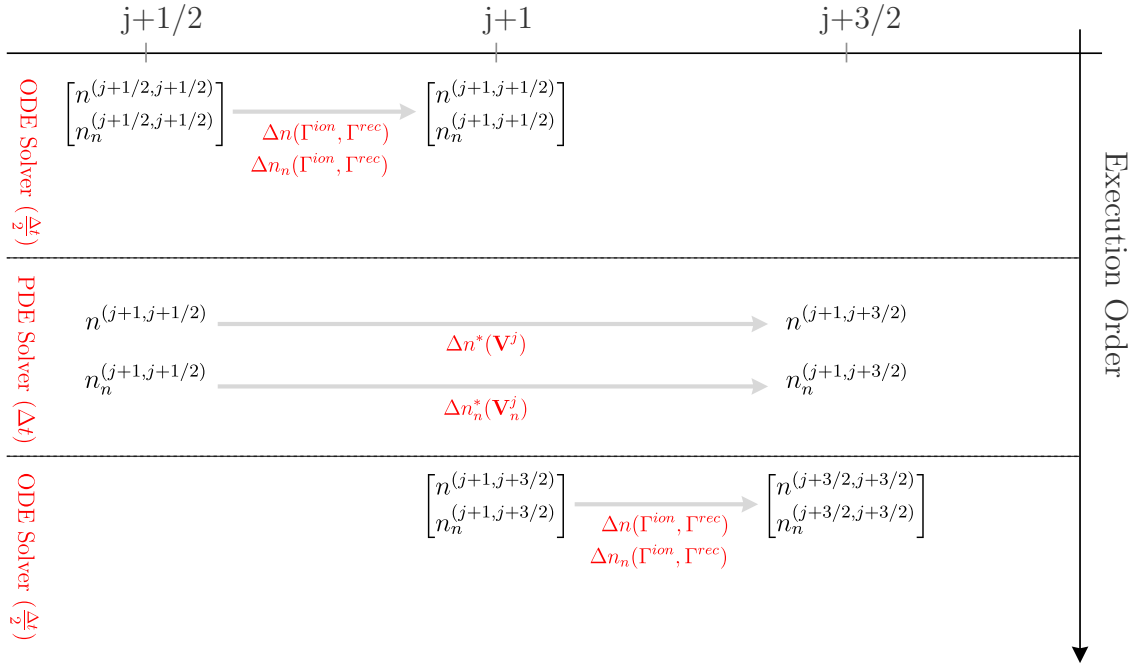 j+1/2 j+1 j+3/2
ODE Solver (Δt/2)
[n^(j+1/2,j+1/2)] [n^(j+1,j+1/2)]
[n_n^(j+1/2,j+1/2)] [n_n^(j+1,j+1/2)]
Δn(Γ^ion, Γ^rec)
Δn_n(Γ^ion, Γ^rec)
PDE Solver (Δt)
n^(j+1,j+1/2) n^(j+1,j+3/2)
Δn*(V^j)
n_n^(j+1,j+1/2) n_n^(j+1,j+3/2)
Δn_n*(V_n^j)
ODE Solver (Δt/2)
[n^(j+1,j+3/2)] [n^(j+3/2,j+3/2)]
[n_n^(j+1,j+3/2)] [n_n^(j+3/2,j+3/2)]
Δn(Γ^ion, Γ^rec)
Δn_n(Γ^ion, Γ^rec)
Execution Order